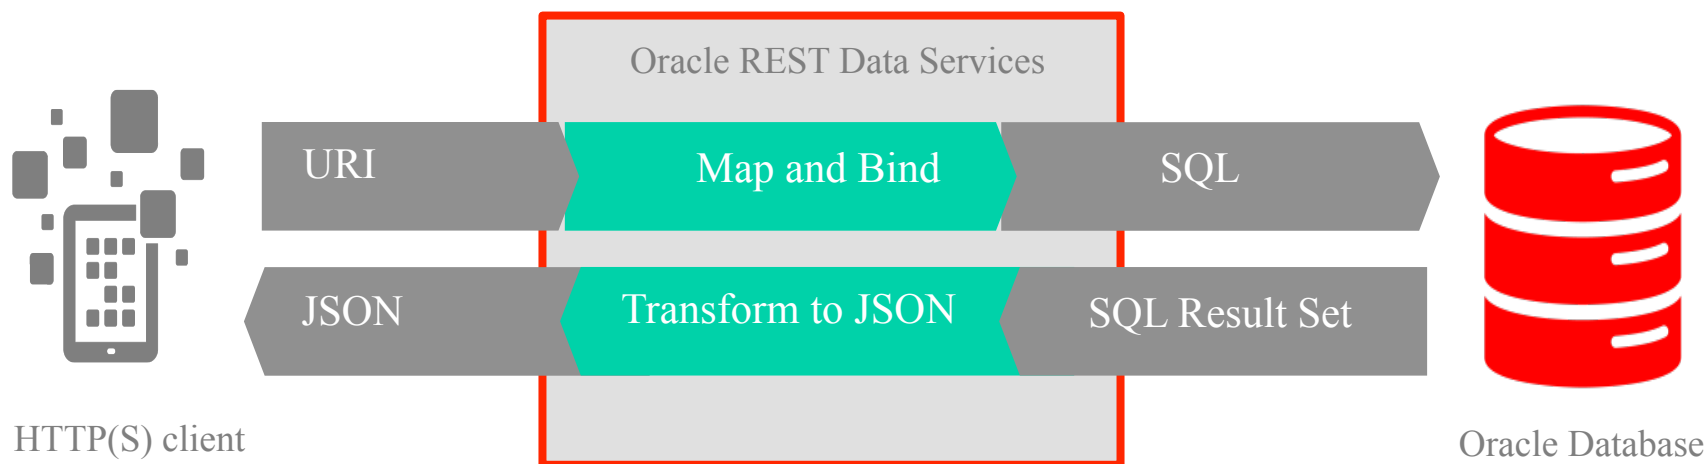 Oracle REST Data Services
URI
Map and Bind
SQL
JSON
Transform to JSON
SQL Result Set
HTTP(S) client
Oracle Database